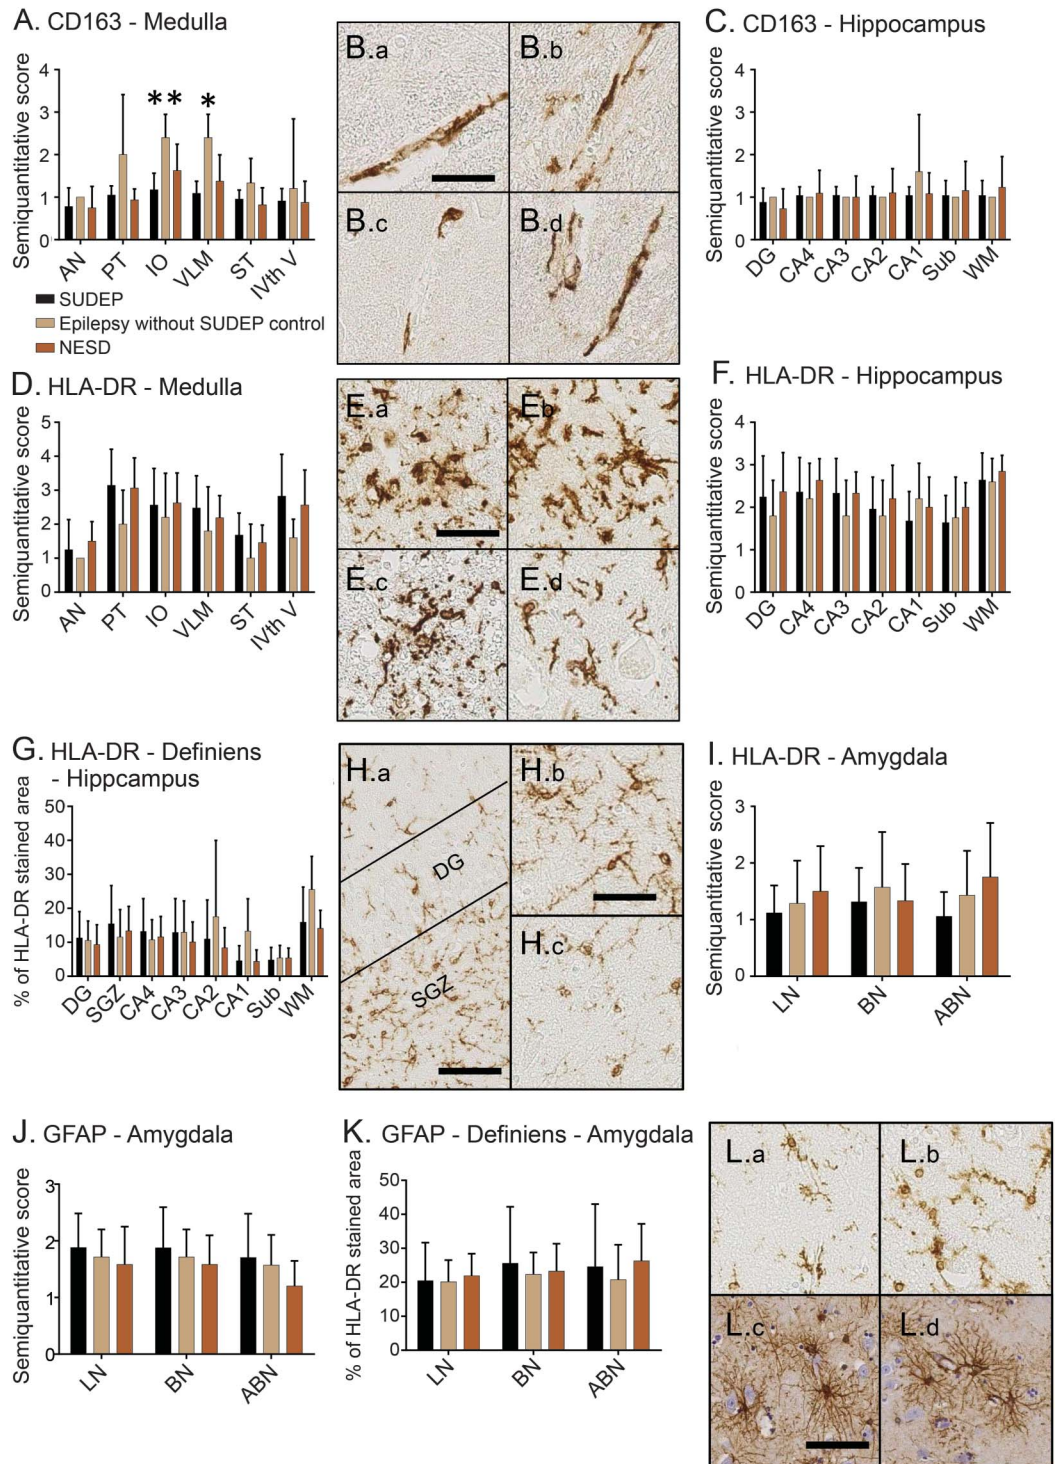 A. CD163 - Medulla
Semiquantitative score
4
3
2
1
0
** *
AN PT IO VLM ST IVth V
SUDEP
Epilepsy without SUDEP control
NESD
B.a
B.b
B.c
B.d
C. CD163 - Hippocampus
Semiquantitative score
4
3
2
1
0
DG CA4 CA3 CA2 CA1 Sub WM
D. HLA-DR - Medulla
Semiquantitative score
5
4
3
2
1
0
AN PT IO VLM ST IVth V
E.a
Eb
E.c
E.d
F. HLA-DR - Hippocampus
Semiquantitative score
4
3
2
1
0
DG CA4 CA3 CA2 CA1 Sub WM
G. HLA-DR - Definiens
- Hippcampus
% of HLA-DR stained area
50
40
30
20
10
0
DG SGZ CA4 CA3 CA2 CA1 Sub WM
H.a
DG
SGZ
H.b
H.c
I. HLA-DR - Amygdala
Semiquantitative score
3
2
1
0
LN BN ABN
J. GFAP - Amygdala
Semiquantitative score
3
2
1
0
LN BN ABN
K. GFAP - Definiens - Amygdala
% of HLA-DR stained area
50
40
30
20
10
0
LN BN ABN
L.a
L.b
L.c
L.d